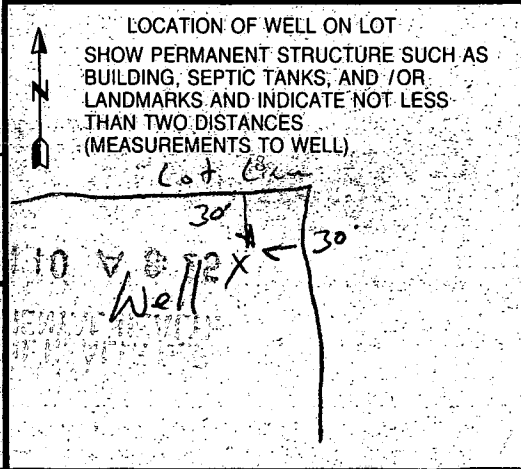 LOCATION OF WELL ON LOT
SHOW PERMANENT STRUCTURE SUCH AS
BUILDING, SEPTIC TANKS, AND /OR
LANDMARKS AND INDICATE NOT LESS
THAN TWO DISTANCES
(MEASUREMENTS TO WELL)
N
Lot Line
30'
X ← 30'
Well